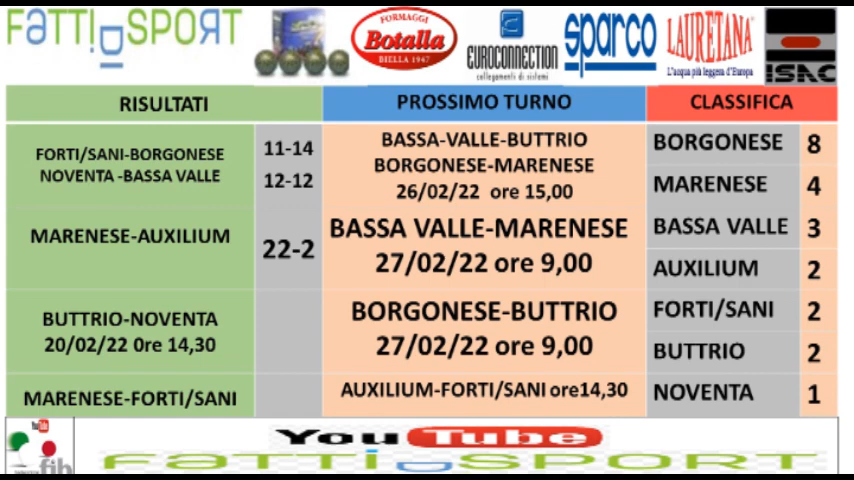 FATTIdiSPORT
FORMAGGI
Botalla
BIELLA 1947
EUROCONNECTION
collegamenti di sistemi
sparco
LAURETANA®
L'acqua più leggera d'Europa
ISAC
RISULTATI
PROSSIMO TURNO
CLASSIFICA
FORTI/SANI-BORGONESE 11-14
NOVENTA -BASSA VALLE 12-12
MARENESE-AUXILIUM 22-2
BUTTRIO-NOVENTA
20/02/22 0re 14,30
MARENESE-FORTI/SANI
BASSA-VALLE-BUTTRIO
BORGONESE-MARENESE
26/02/22 ore 15,00
BASSA VALLE-MARENESE
27/02/22 ore 9,00
BORGONESE-BUTTRIO
27/02/22 ore 9,00
AUXILIUM-FORTI/SANI ore14,30
BORGONESE 8
MARENESE 4
BASSA VALLE 3
AUXILIUM 2
FORTI/SANI 2
BUTTRIO 2
NOVENTA 1
YouTube
fib
YouTube
FATTIdiSPORT